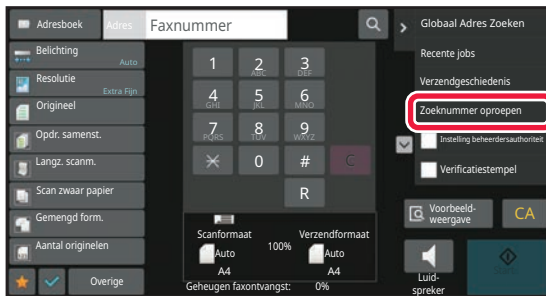 Adresboek
Adres
Faxnummer
Globaal Adres Zoeken
Belichting
Auto
Resolutie
Extra Fijn
Origineel
Opdr. samenst.
Langz. scanm.
Scan zwaar papier
Gemengd form.
Aantal originelen
Overige
1
2
ABC
3
DEF
4
GHI
5
JKL
6
MNO
7
PQRS
8
TUV
9
WXYZ
0
#
C
R
Scanformaat
Auto
A4
100%
Verzendformaat
Auto
A4
Geheugen faxontvangst: 0%
Recente jobs
Verzendgeschiedenis
Zoeknummer oproepen
Instelling beheerdersauthoriteit
Verificatiestempel
Voorbeeld-
weergave
CA
Luid-
spreker
Start